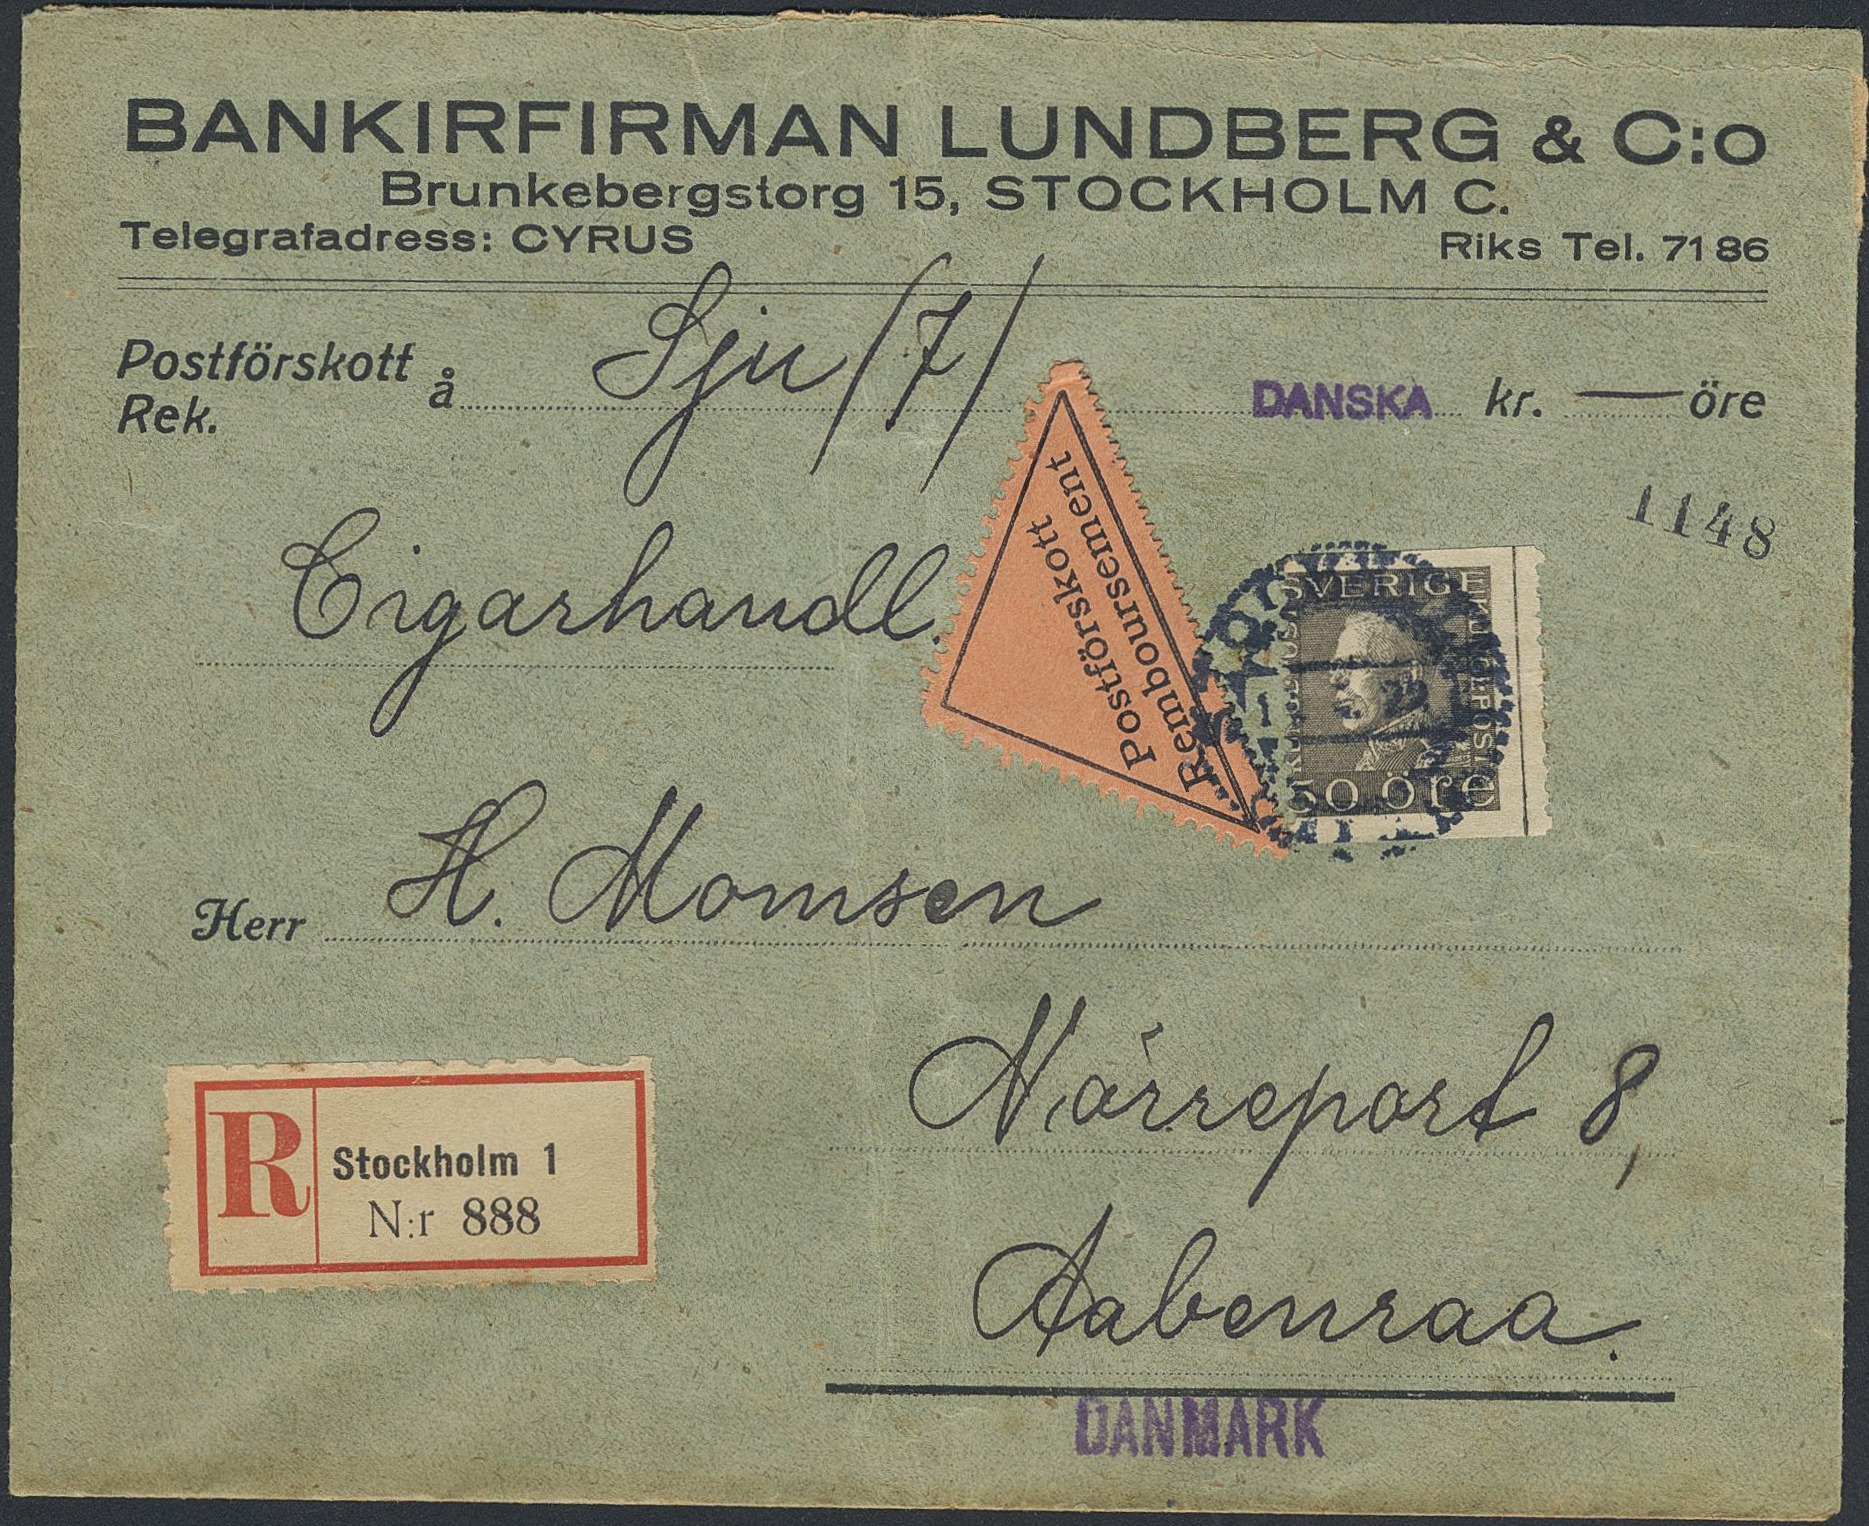 BANKIRFIRMAN LUNDBERG & C:o
Brunkebergstorg 15, STOCKHOLM C.
Telegrafadress: CYRUS
Riks Tel. 7186
Postförskott
Rek.
à Sju /7/ DANSKA kr. — öre
1148
Cigarhandl.
Postförskott
Remboursement
SVERIGE
50 öre
Herr H. Momsen
Nörreport 8,
R
Stockholm 1
N:r 888
Aabenraa.
DANMARK